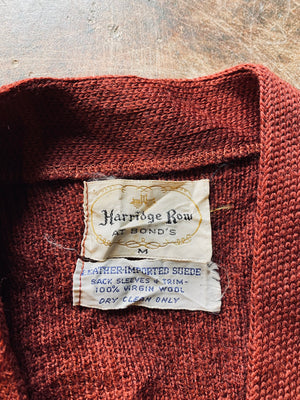 Harridge Row
AT BOND'S
M
LEATHER-IMPORTED SUEDE
BACK SLEEVES & TRIM-
100% VIRGIN WOOL
DRY CLEAN ONLY